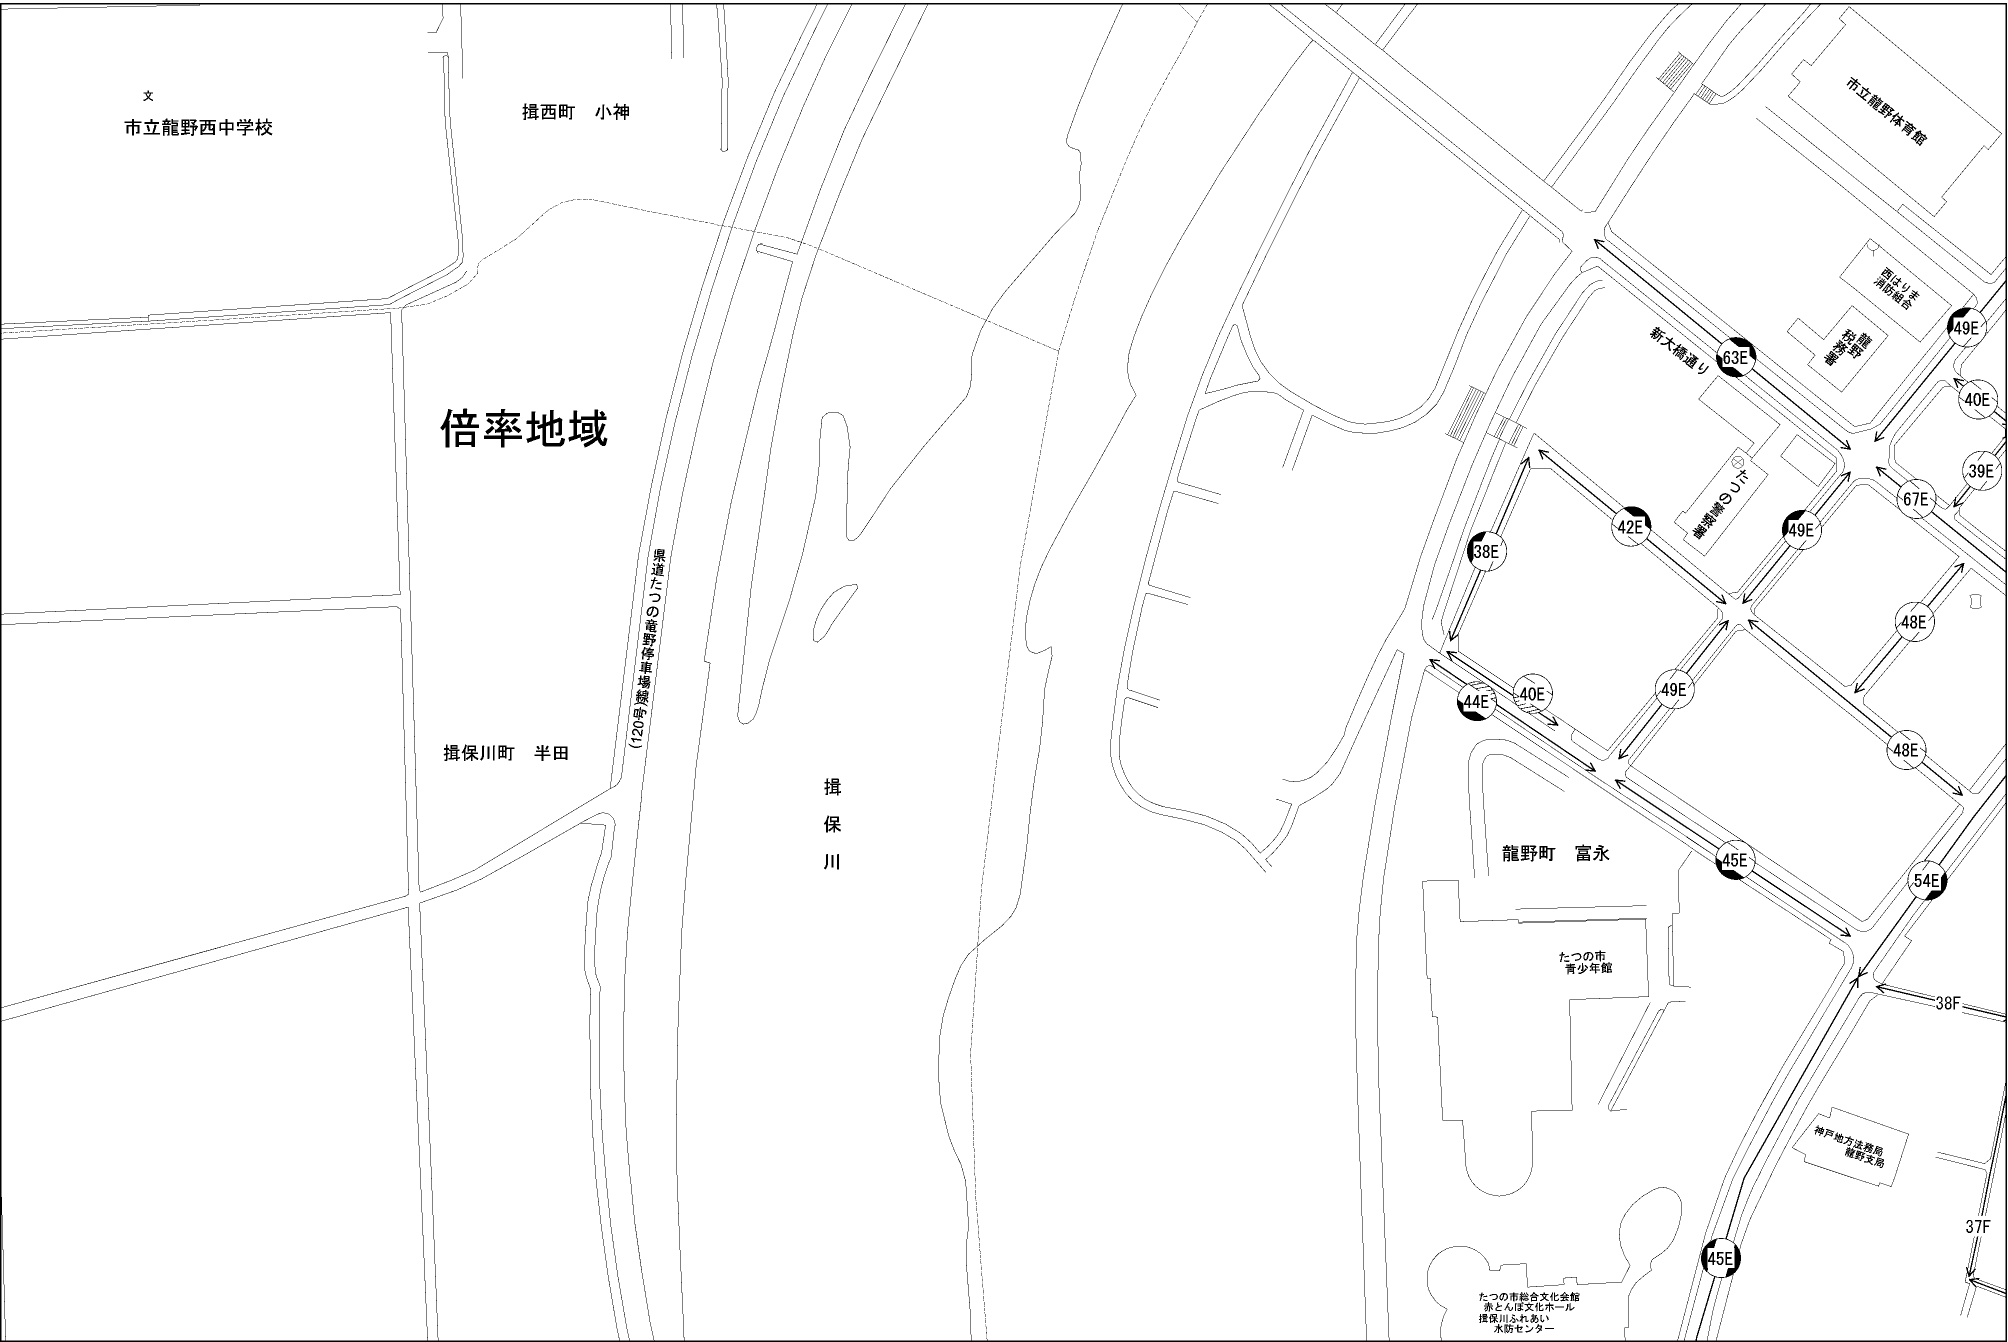 文
市立龍野西中学校
揖西町　小神
倍率地域
県道たつの竜野停車場線
(120号)
揖保川町　半田
揖
保
川
市立龍野体育館
西はりま
消防組合
龍野
税務署
新大橋通り
たつの警察署
63E
49E
40E
39E
67E
42E
38E
49E
48E
49E
40E
44E
48E
45E
54E
龍野町　富永
たつの市
青少年館
38F
神戸地方法務局
龍野支局
37F
45E
たつの市総合文化会館
赤とんぼ文化ホール
揖保川ふれあい
水防センター